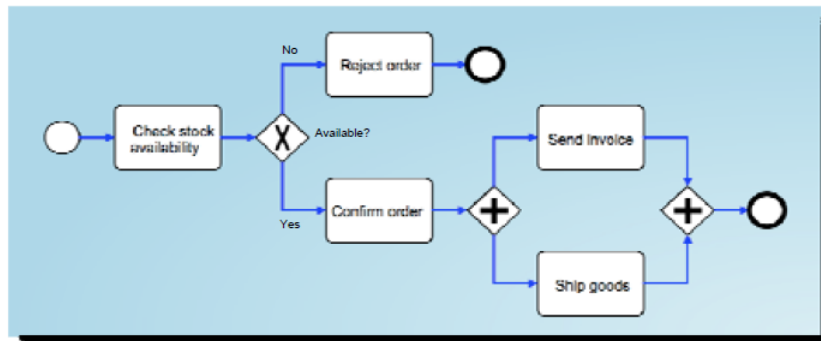 No
Reject order
Check stock
availability
Available?
Send invoice
Yes
Confirm order
Ship goods